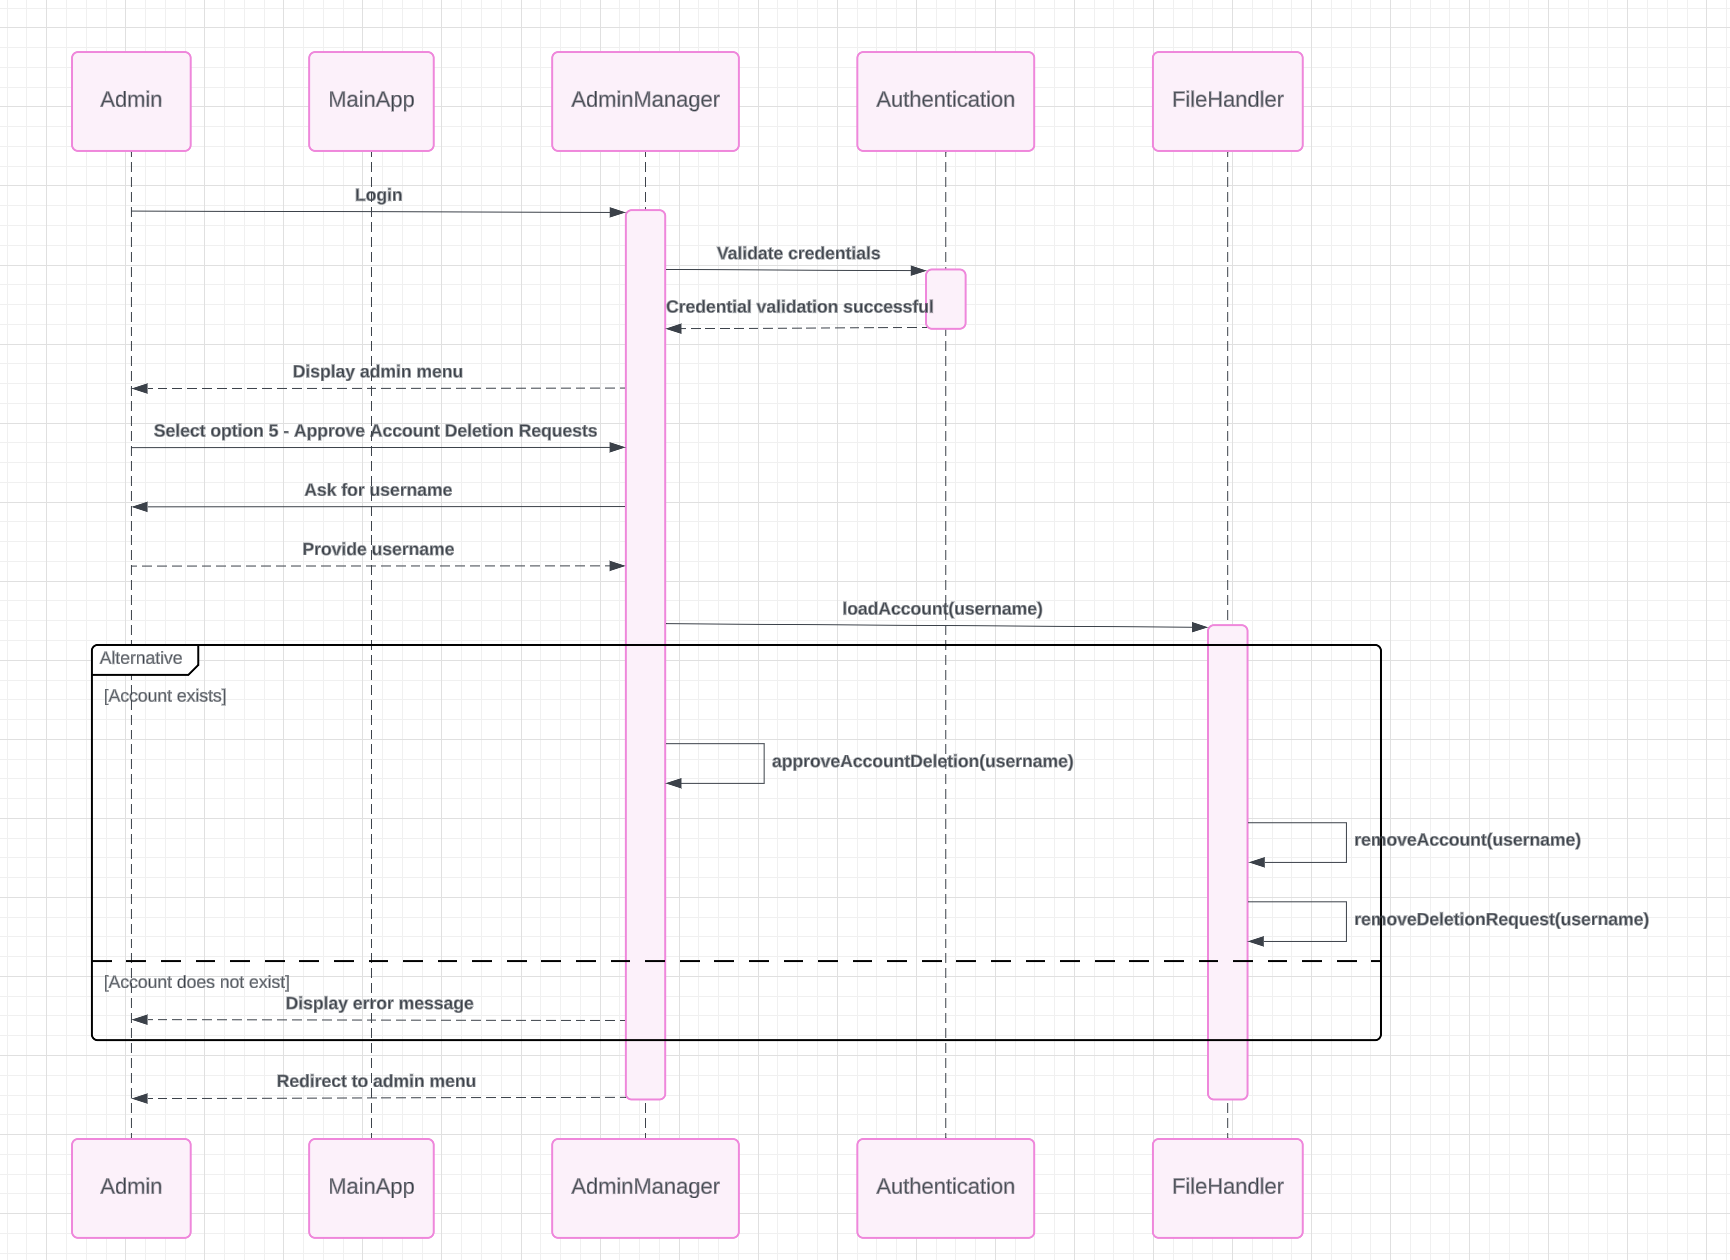 Admin
MainApp
AdminManager
Authentication
FileHandler
Login
Validate credentials
Credential validation successful
Display admin menu
Select option 5 - Approve Account Deletion Requests
Ask for username
Provide username
loadAccount(username)
Alternative
[Account exists]
approveAccountDeletion(username)
removeAccount(username)
removeDeletionRequest(username)
[Account does not exist]
Display error message
Redirect to admin menu
Admin
MainApp
AdminManager
Authentication
FileHandler